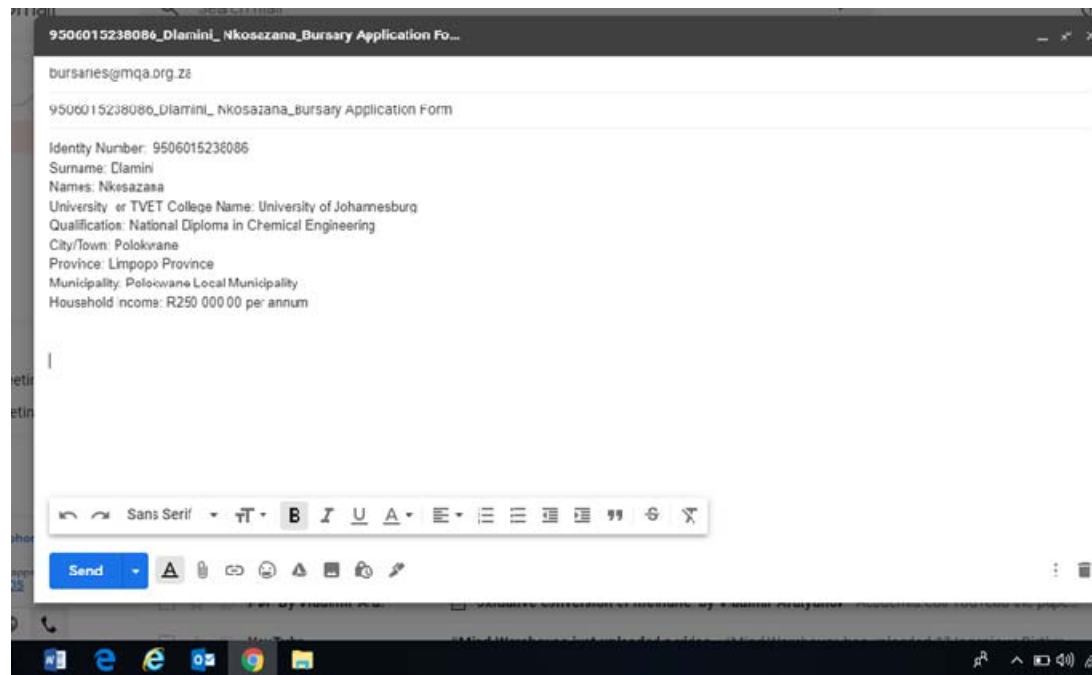 Search mail
9506015238086_Dlamini_ Nkosazana_Bursary Application Fo...
bursaries@mqa.org.za
9506015238086_Dlamini_ Nkosazana_Bursary Application Form
Identity Number: 9506015238086
Surname: Dlamini
Names: Nkosazana
University or TVET College Name: University of Johannesburg
Qualification: National Diploma in Chemical Engineering
City/Town: Polokwane
Province: Limpopo Province
Municipality: Polokwane Local Municipality
Household income: R250 000 00 per annum
Sans Serif
Send